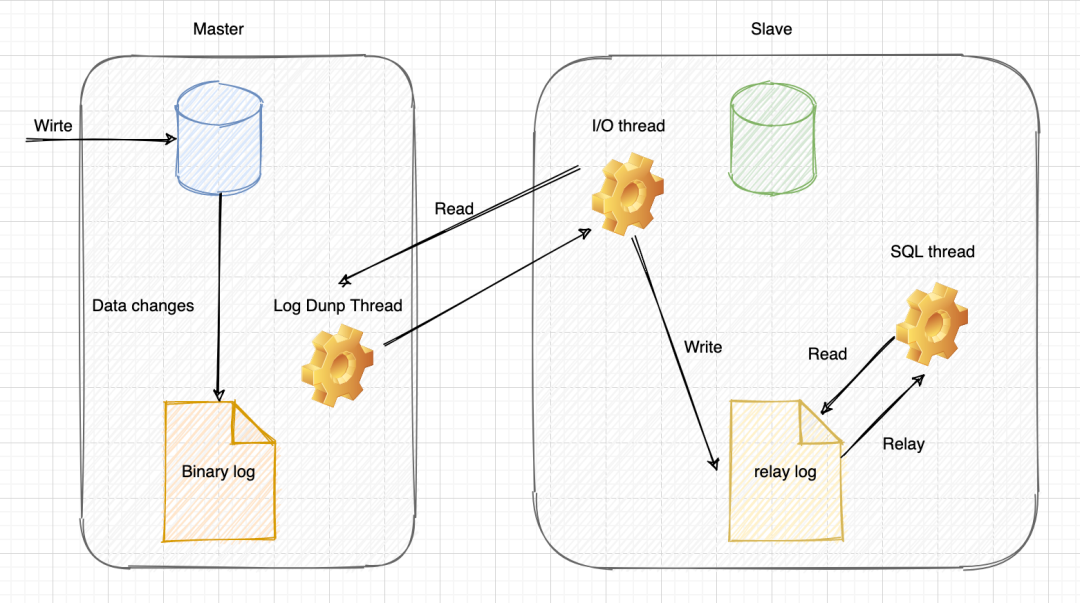 Master
Slave
Wirte
I/O thread
Read
SQL thread
Data changes
Log Dunp Thread
Write
Read
Relay
Binary log
relay log